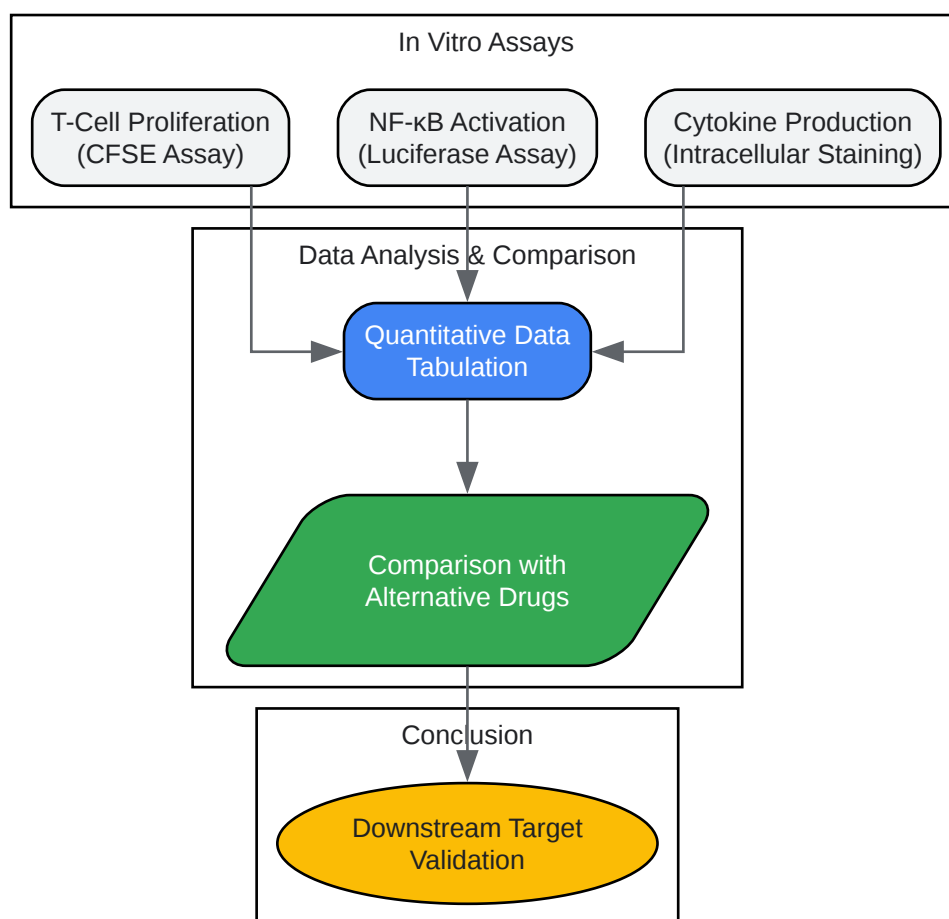 In Vitro Assays
T-Cell Proliferation
(CFSE Assay)
NF-κB Activation
(Luciferase Assay)
Cytokine Production
(Intracellular Staining)
Data Analysis & Comparison
Quantitative Data
Tabulation
Comparison with
Alternative Drugs
Conclusion
Downstream Target
Validation